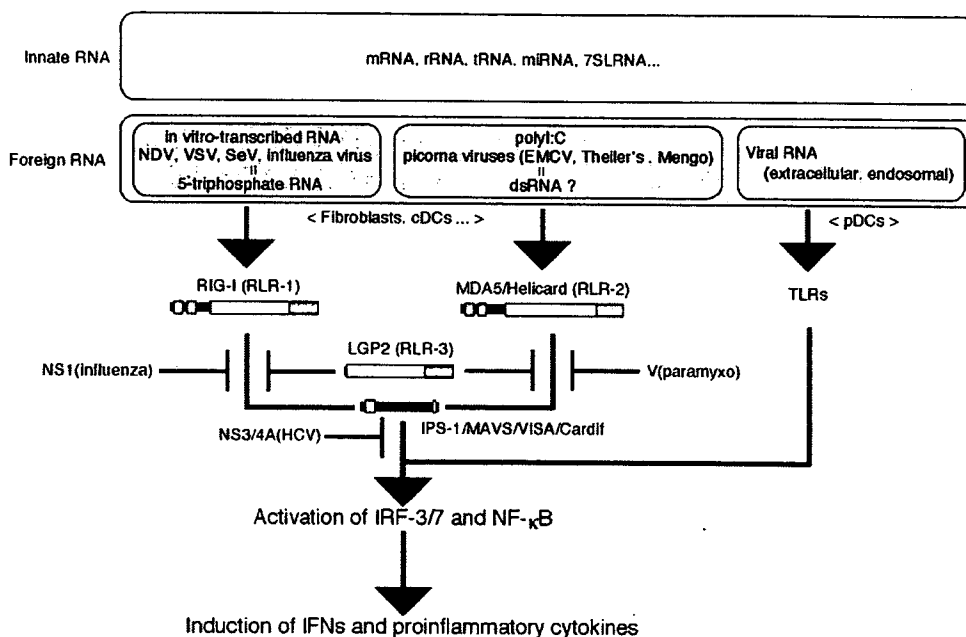 Innate RNA
mRNA, rRNA, tRNA, miRNA, 7SLRNA...
Foreign RNA
in vitro-transcribed RNA
NDV, VSV, SeV, influenza virus
=
5-triphosphate RNA
polyI:C
picorna viruses (EMCV, Theiler's. Mengo)
=
dsRNA ?
Viral RNA
(extracellular. endosomal)
< Fibroblasts. cDCs ... >
< pDCs >
RIG-I (RLR-1)
MDA5/Helicard (RLR-2)
TLRs
NS1(influenza)
LGP2 (RLR-3)
V(paramyxo)
NS3/4A(HCV)
IPS-1/MAVS/VISA/Cardif
Activation of IRF-3/7 and NF-κB
Induction of IFNs and proinflammatory cytokines